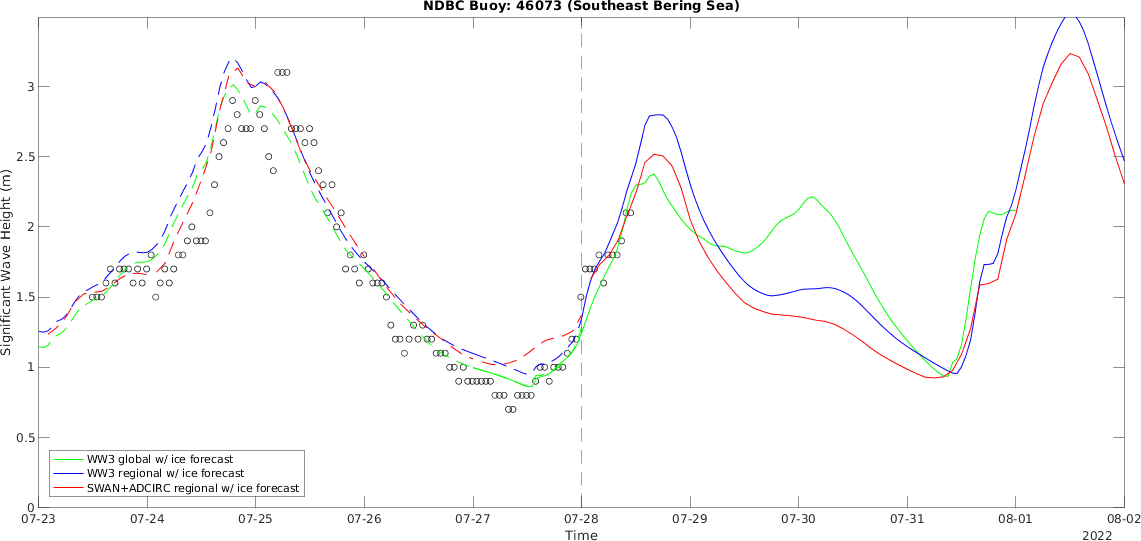 NDBC Buoy: 46073 (Southeast Bering Sea)
Significant Wave Height (m)
3
2.5
2
1.5
1
0.5
0
WW3 global w/ ice forecast
WW3 regional w/ ice forecast
SWAN+ADCIRC regional w/ ice forecast
07-23 07-24 07-25 07-26 07-27 07-28 07-29 07-30 07-31 08-01 08-02
Time
2022